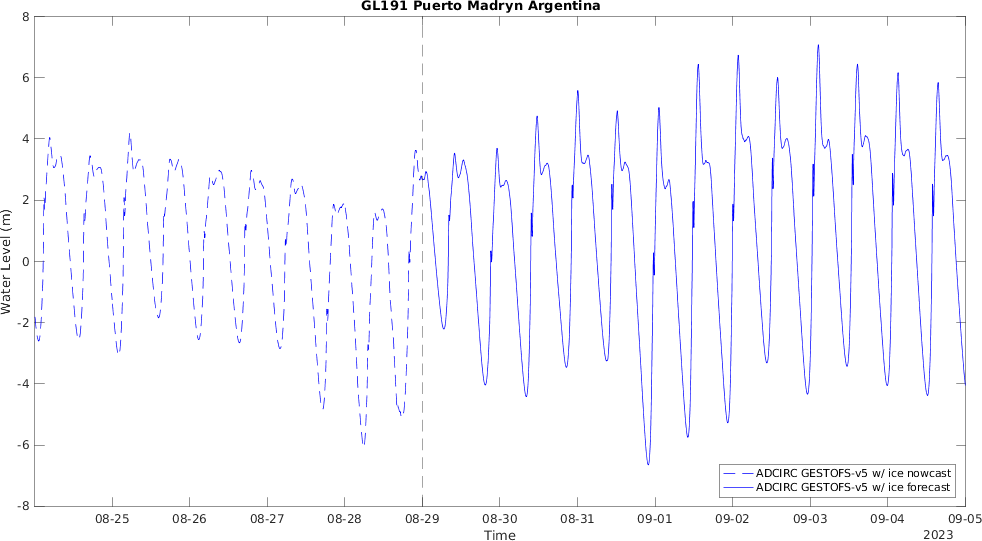 GL191 Puerto Madryn Argentina
8
6
4
2
0
-2
-4
-6
-8
Water Level (m)
ADCIRC GESTOFS-v5 w/ ice nowcast
ADCIRC GESTOFS-v5 w/ ice forecast
08-25 08-26 08-27 08-28 08-29 08-30 08-31 09-01 09-02 09-03 09-04 09-05
Time
2023